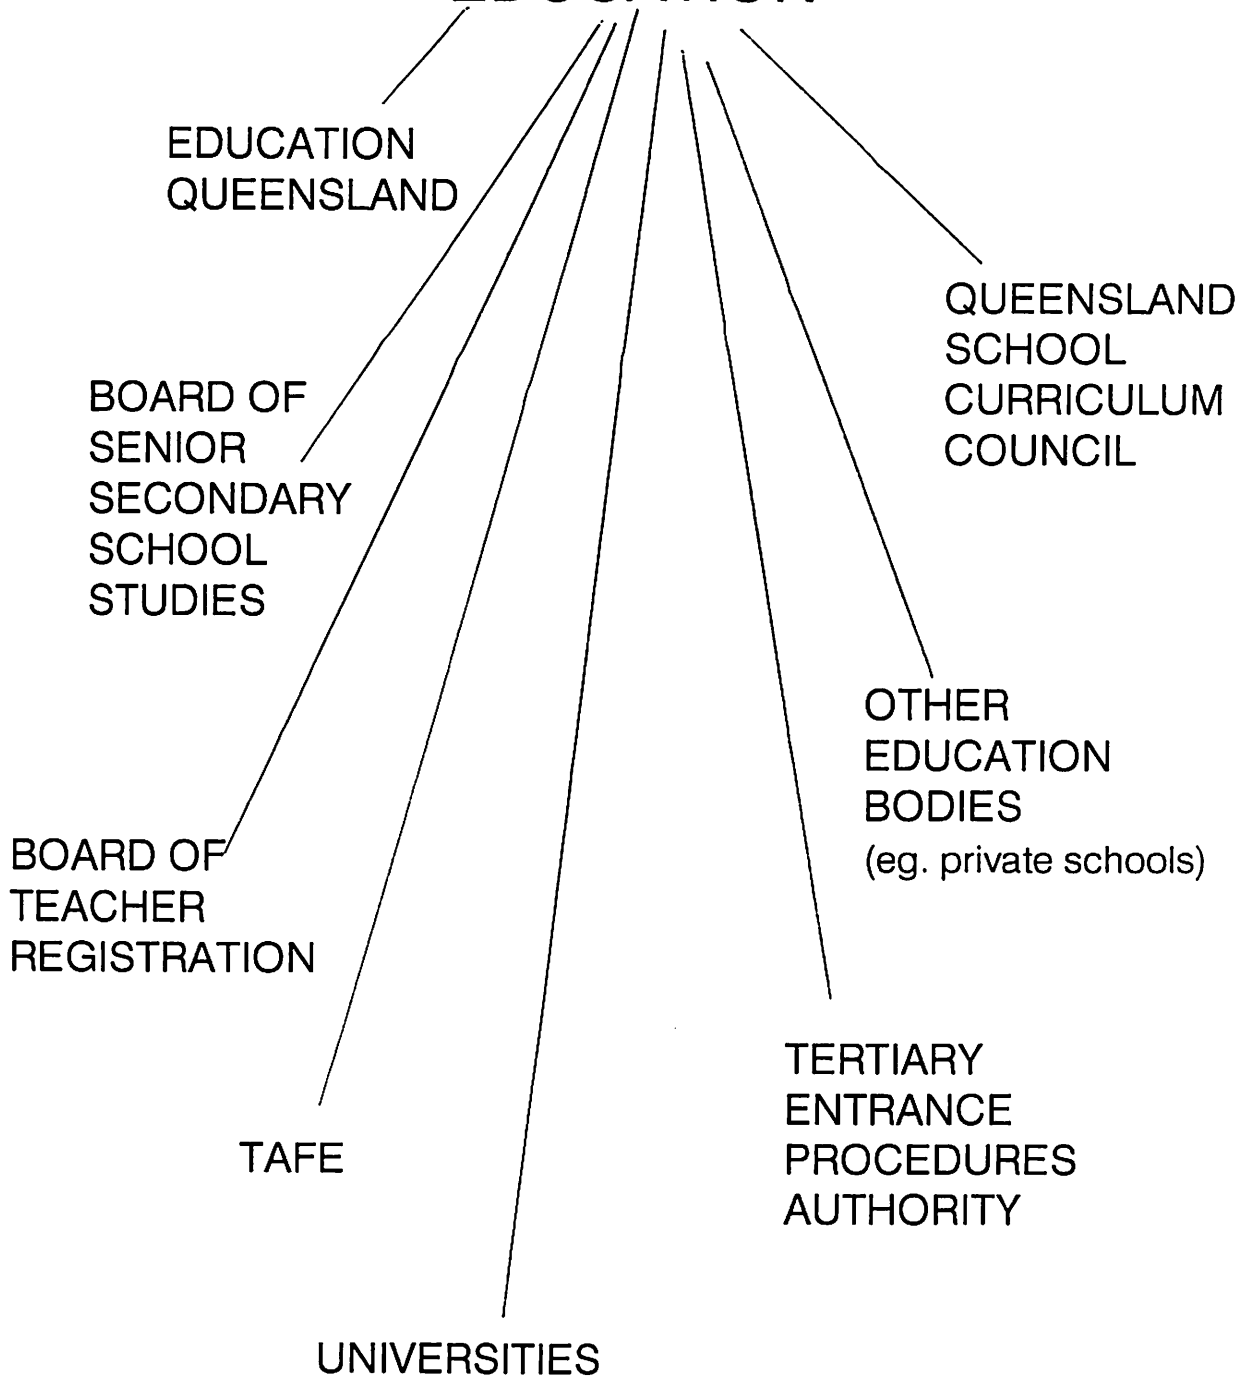 EDUCATION
EDUCATION
QUEENSLAND
QUEENSLAND
SCHOOL
CURRICULUM
COUNCIL
BOARD OF
SENIOR
SECONDARY
SCHOOL
STUDIES
OTHER
EDUCATION
BODIES
(eg. private schools)
BOARD OF
TEACHER
REGISTRATION
TERTIARY
ENTRANCE
PROCEDURES
AUTHORITY
TAFE
UNIVERSITIES